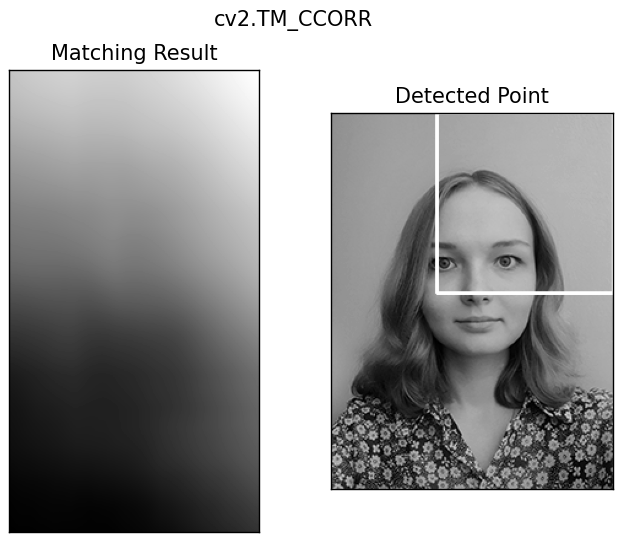 cv2.TM_CCORR
Matching Result
Detected Point